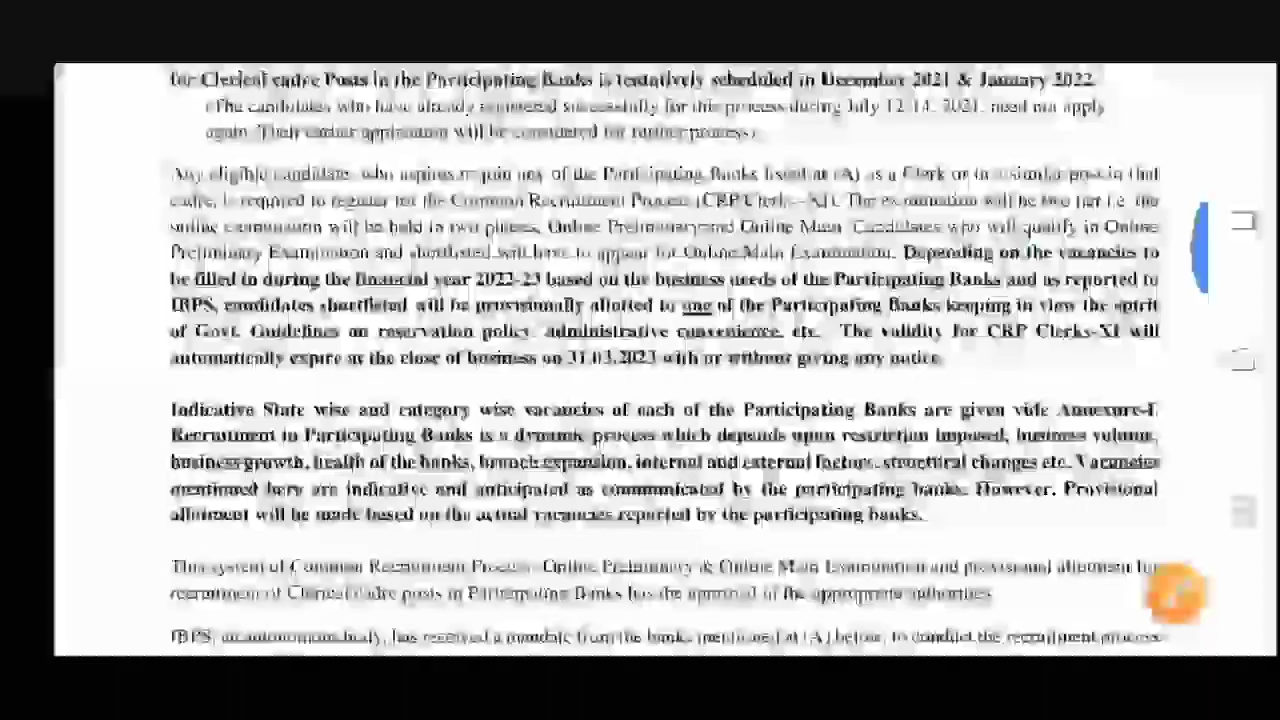 for Clerical cadre Posts in the Participating Banks is tentatively scheduled in December 2021 & January 2022.
(The candidates who have already registered successfully for this process during July 12-14, 2021, need not apply
again. Their earlier application will be considered for further process).
Any eligible candidate, who aspires to join any of the Participating Banks listed at (A) as a Clerk or in a similar post in that
cadre, is required to register for the Common Recruitment Process (CRP Clerks - XI). The examination will be two tier i.e. the
online examination will be held in two phases, Online Preliminary and Online Main. Candidates who will qualify in Online
Preliminary Examination and shortlisted will have to appear for Online Main Examination. Depending on the vacancies to
be filled in during the financial year 2022-23 based on the business needs of the Participating Banks and as reported to
IBPS, candidates shortlisted will be provisionally allotted to one of the Participating Banks keeping in view the spirit
of Govt. Guidelines on reservation policy, administrative convenience, etc. The validity for CRP Clerks-XI will
automatically expire at the close of business on 31.03.2023 with or without giving any notice.
Indicative State wise and category wise vacancies of each of the Participating Banks are given vide Annexure-I.
Recruitment in Participating Banks is a dynamic process which depends upon restriction imposed, business volume,
business growth, health of the banks, branch expansion, internal and external factors, structural changes etc. Vacancies
mentioned here are indicative and anticipated as communicated by the participating banks. However, Provisional
allotment will be made based on the actual vacancies reported by the participating banks.
This system of Common Recruitment Process- Online Preliminary & Online Main Examination and provisional allotment for
recruitment of Clerical cadre posts in Participating Banks has the approval of the appropriate authorities.
IBPS, an autonomous body, has received a mandate from the banks mentioned at (A) below, to conduct the recruitment process